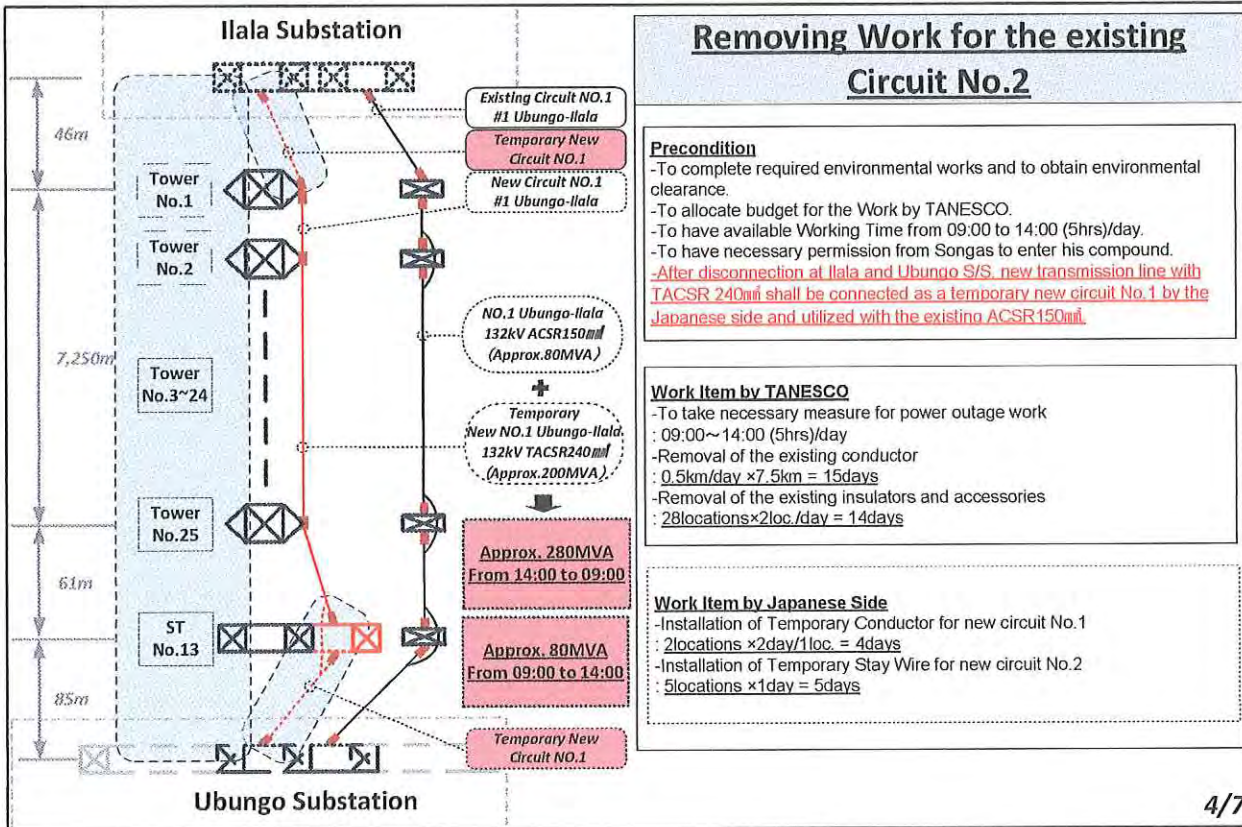 Ilala Substation
46m
Tower
No.1
Tower
No.2
7,250m
Tower
No.3~24
Tower
No.25
61m
ST
No.13
85m
Ubungo Substation
Existing Circuit NO.1
#1 Ubungo-Ilala
Temporary New
Circuit NO.1
New Circuit NO.1
#1 Ubungo-Ilala
NO.1 Ubungo-Ilala
132kV ACSR150㎟
(Approx.80MVA)
+
Temporary
New NO.1 Ubungo-Ilala
132kV TACSR240㎟
(Approx.200MVA)
Approx. 280MVA
From 14:00 to 09:00
Approx. 80MVA
From 09:00 to 14:00
Temporary New
Circuit NO.1
Removing Work for the existing
Circuit No.2
Precondition
-To complete required environmental works and to obtain environmental
clearance.
-To allocate budget for the Work by TANESCO.
-To have available Working Time from 09:00 to 14:00 (5hrs)/day.
-To have necessary permission from Songas to enter his compound.
-After disconnection at Ilala and Ubungo S/S, new transmission line with
TACSR 240㎟ shall be connected as a temporary new circuit No.1 by the
Japanese side and utilized with the existing ACSR150㎟.
Work Item by TANESCO
-To take necessary measure for power outage work
: 09:00~14:00 (5hrs)/day
-Removal of the existing conductor
: 0.5km/day ×7.5km = 15days
-Removal of the existing insulators and accessories
: 28locations×2loc./day = 14days
Work Item by Japanese Side
-Installation of Temporary Conductor for new circuit No.1
: 2locations ×2day/1loc. = 4days
-Installation of Temporary Stay Wire for new circuit No.2
: 5locations ×1day = 5days
4/7